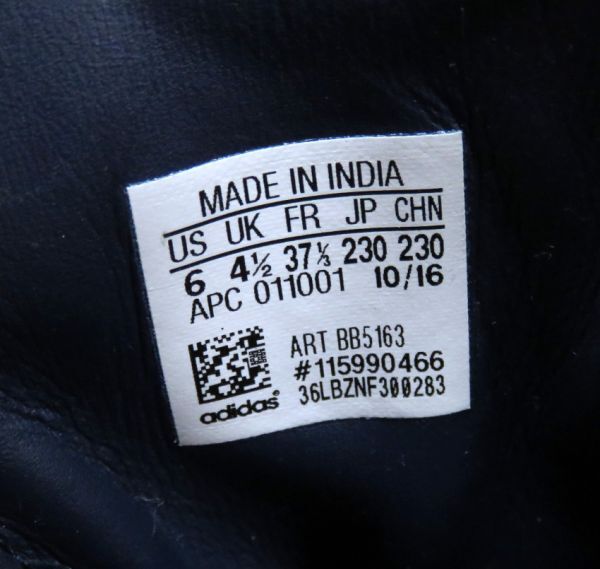 MADE IN INDIA
US UK FR JP CHN
6 4½ 37⅓ 230 230
APC 011001 10/16
ART BB5163
#115990466
36LBZNF300283
adidas®